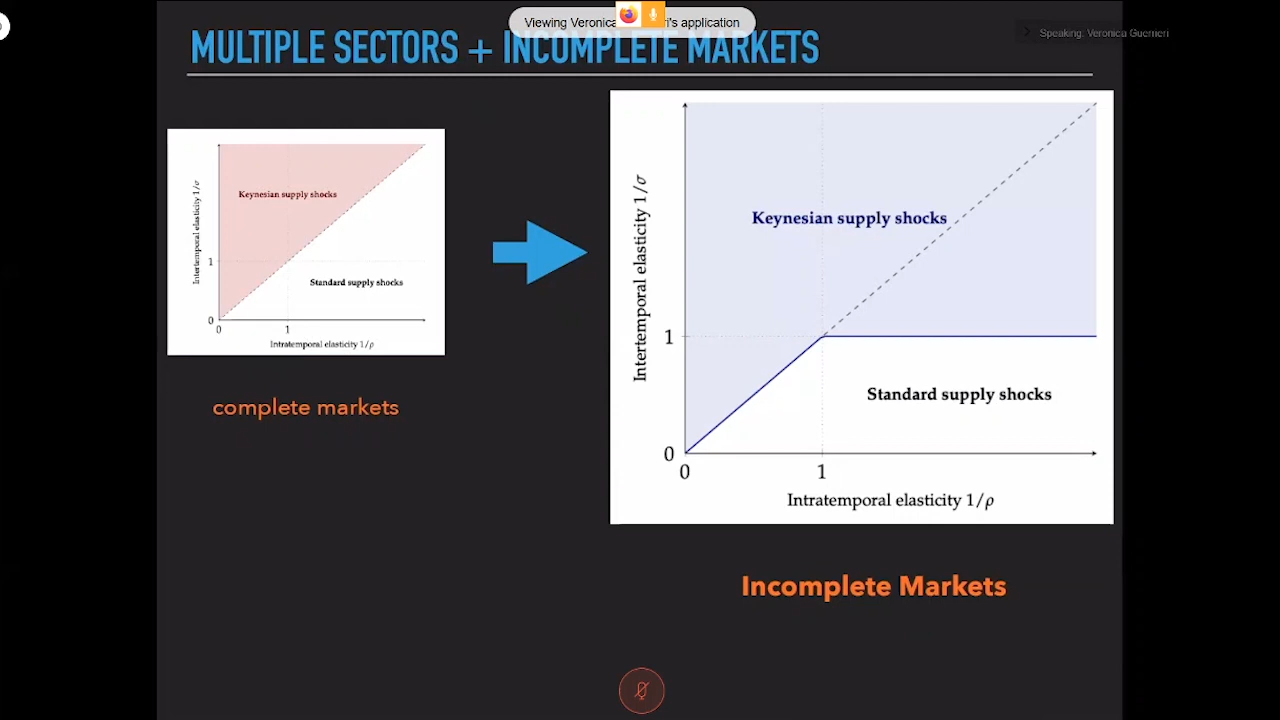 Viewing Veronica
ri's application
Speaking: Veronica Guerrieri
MULTIPLE SECTORS + INCOMPLETE MARKETS
Intertemporal elasticity 1/σ
Keynesian supply shocks
1
Standard supply shocks
0
0
1
Intratemporal elasticity 1/ρ
complete markets
Intertemporal elasticity 1/σ
Keynesian supply shocks
1
Standard supply shocks
0
0
1
Intratemporal elasticity 1/ρ
Incomplete Markets